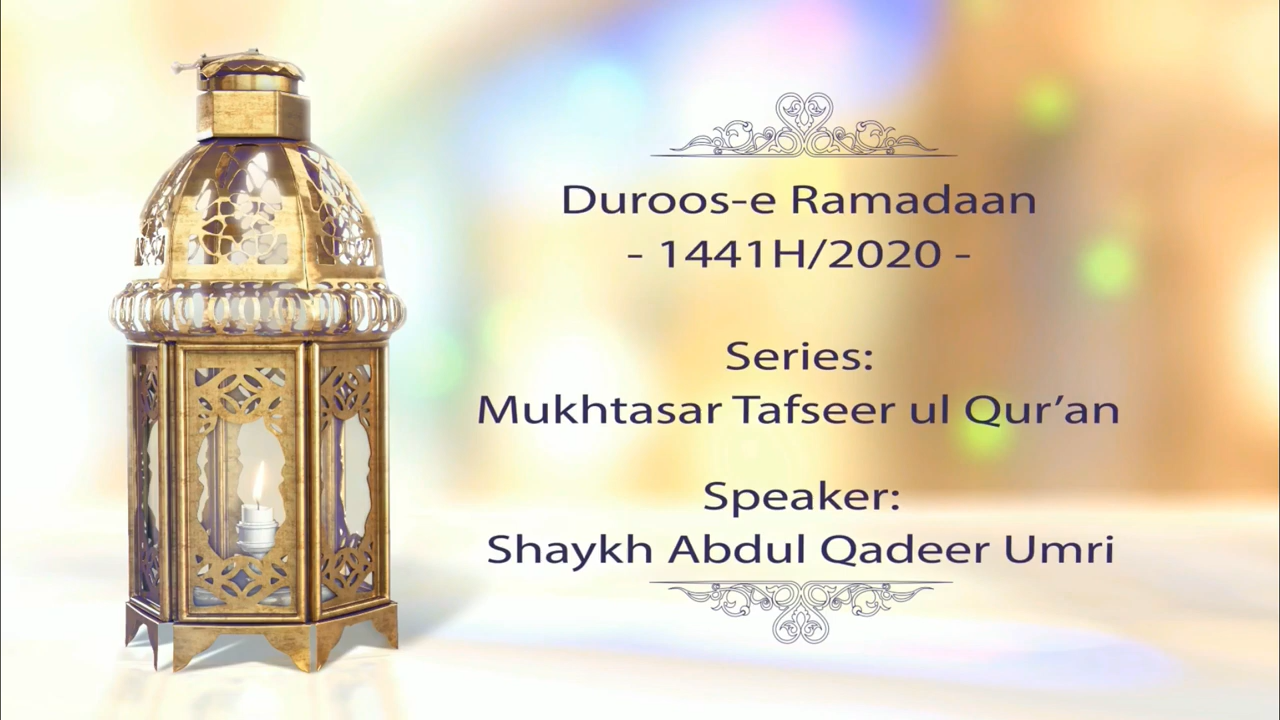 Duroos-e Ramadaan
- 1441H/2020 -
Series:
Mukhtasar Tafseer ul Qur’an
Speaker:
Shaykh Abdul Qadeer Umri